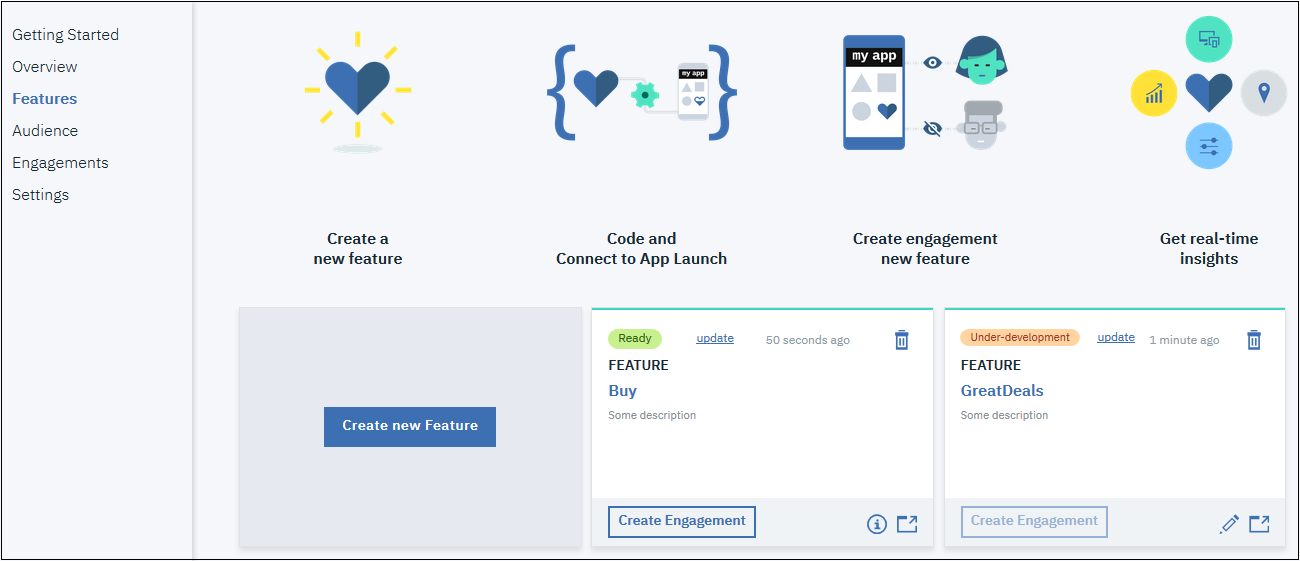 Getting Started
Overview
Features
Audience
Engagements
Settings
my app
my app
Create a
new feature
Code and
Connect to App Launch
Create engagement
new feature
Get real-time
insights
Create new Feature
Ready update 50 seconds ago
FEATURE
Buy
Some description
Create Engagement
Under-development update 1 minute ago
FEATURE
GreatDeals
Some description
Create Engagement